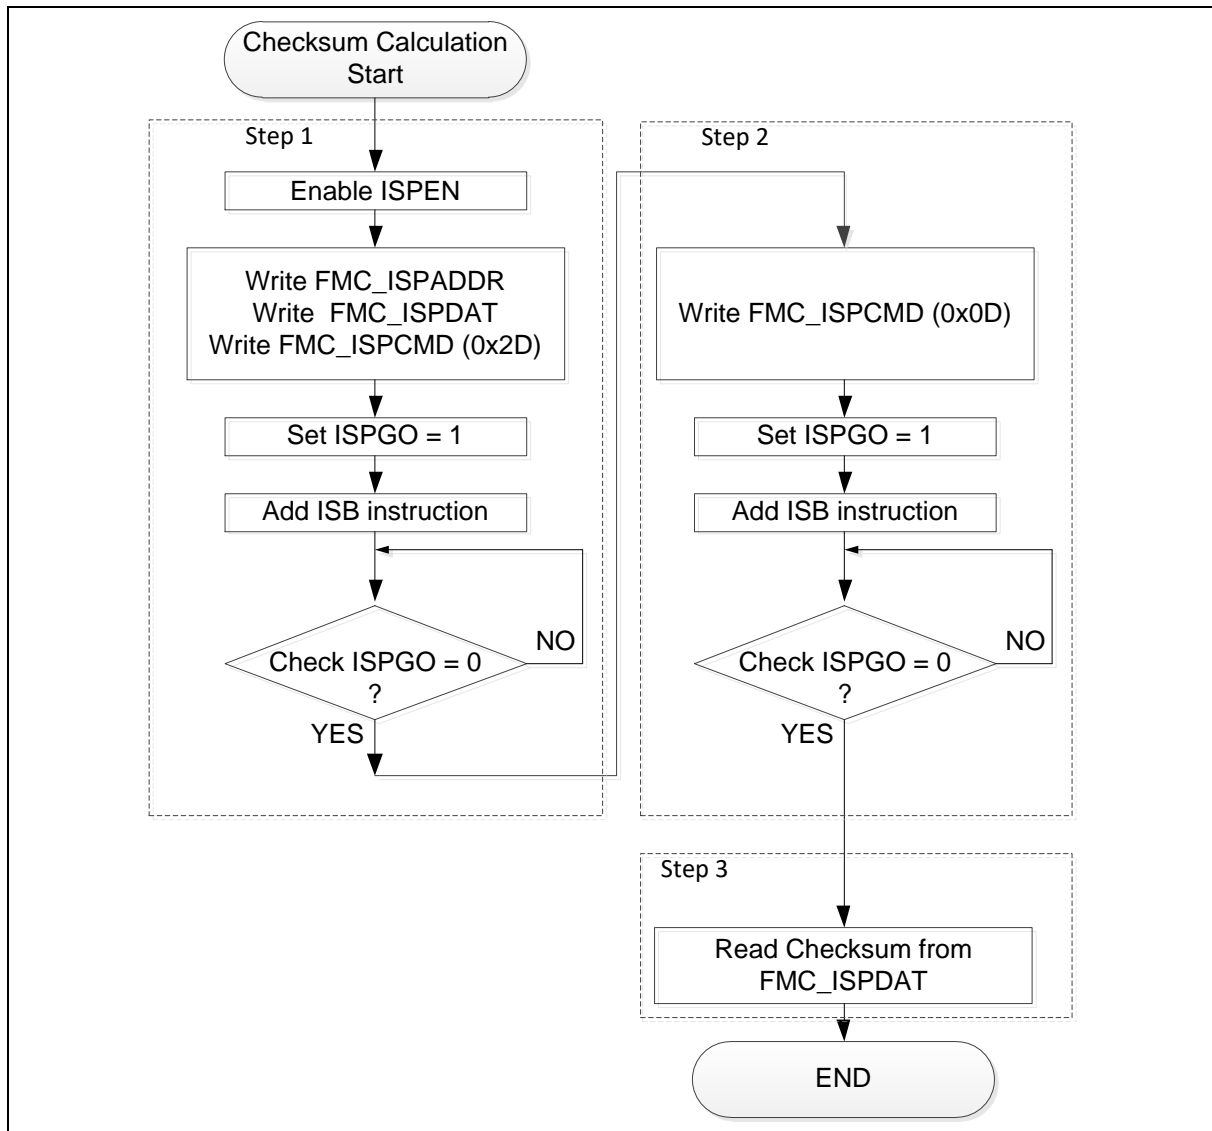 Checksum Calculation
Start
Step 1
Enable ISPEN
Write FMC_ISPADDR
Write FMC_ISPDAT
Write FMC_ISPCMD (0x2D)
Set ISPGO = 1
Add ISB instruction
Check ISPGO = 0
?
NO
YES
Step 2
Write FMC_ISPCMD (0x0D)
Set ISPGO = 1
Add ISB instruction
Check ISPGO = 0
?
NO
YES
Step 3
Read Checksum from
FMC_ISPDAT
END